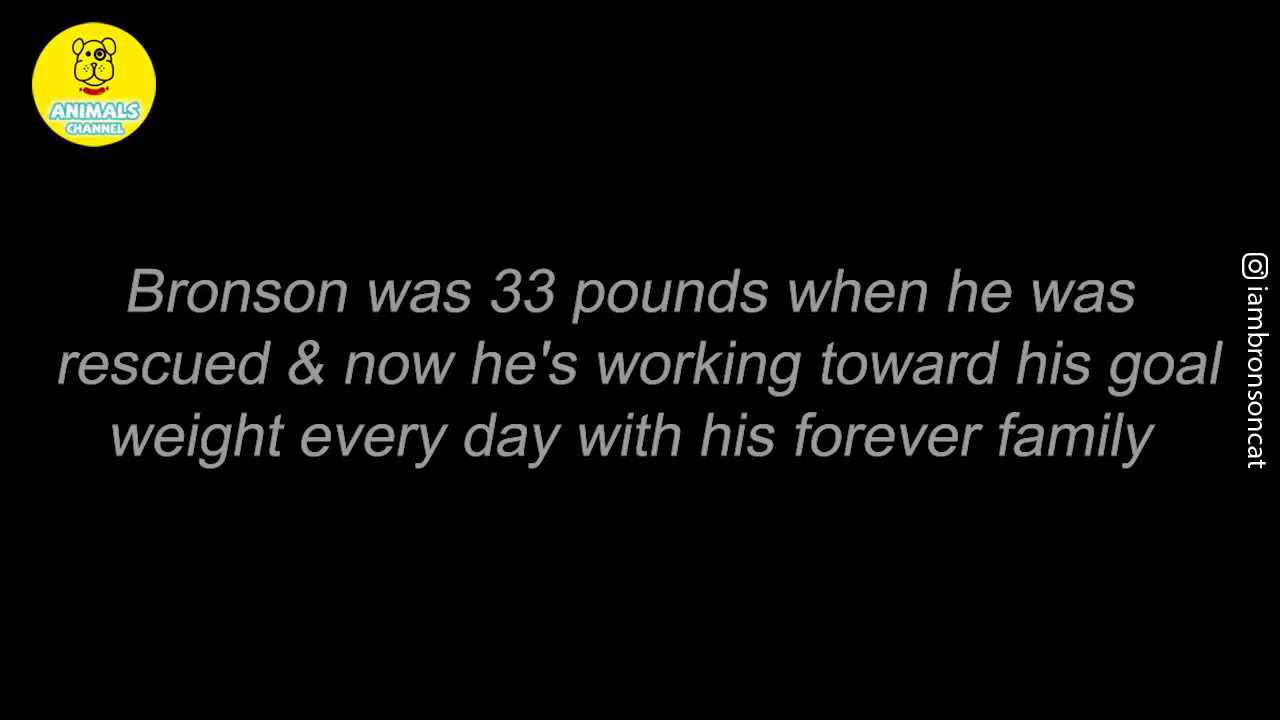 ANIMALS
CHANNEL
Bronson was 33 pounds when he was
rescued & now he's working toward his goal
weight every day with his forever family
iambronsoncat